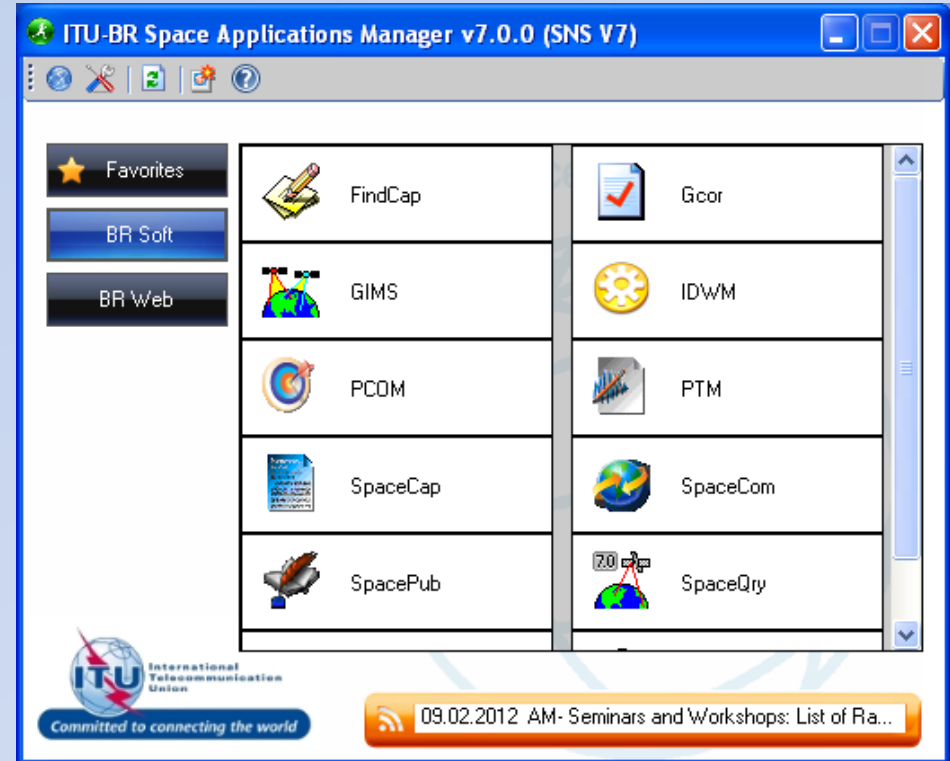 ITU-BR Space Applications Manager v7.0.0 (SNS V7)
Favorites
BR Soft
BR Web
FindCap
Gcor
GIMS
IDWM
PCOM
PTM
SpaceCap
SpaceCom
SpacePub
7.0
SpaceQry
ITU
International
Telecommunication
Union
Committed to connecting the world
09.02.2012 AM- Seminars and Workshops: List of Ra...